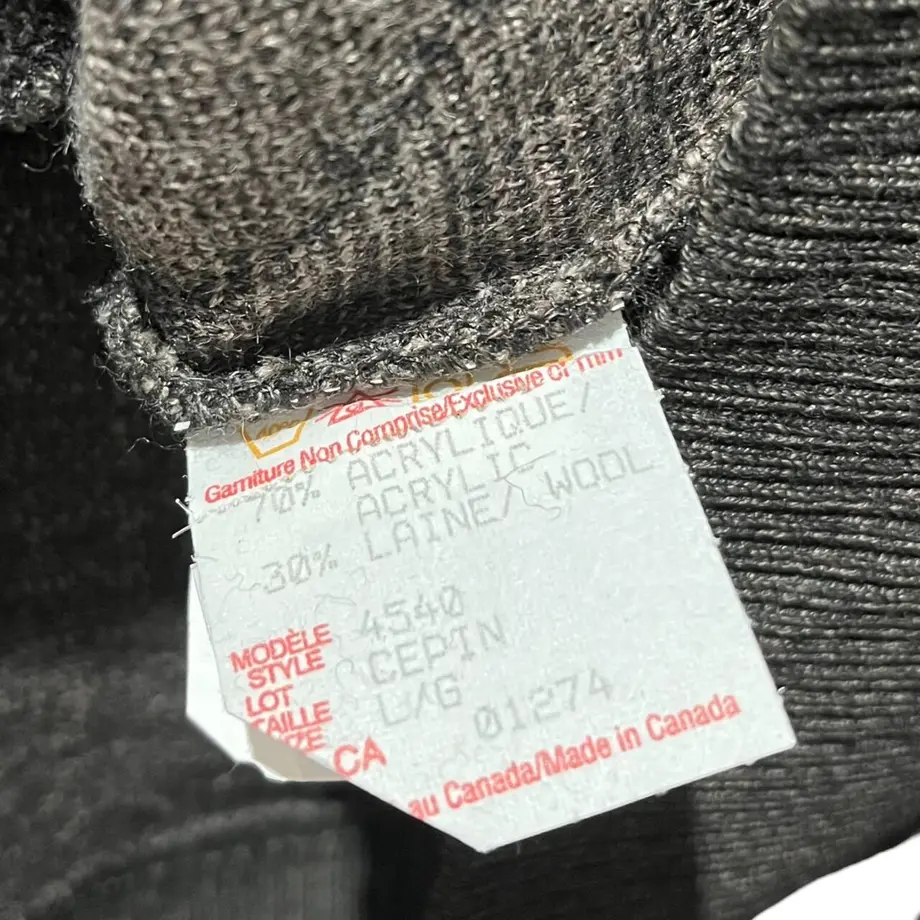 Garniture Non Comprise/Exclusive of Trim
70% ACRYLIQUE/
ACRYLIC
30% LAINE/ WOOL
MODÈLE
STYLE 4540
LOT CEPIN
TAILLE L/G
CA 01274
au Canada/Made in Canada